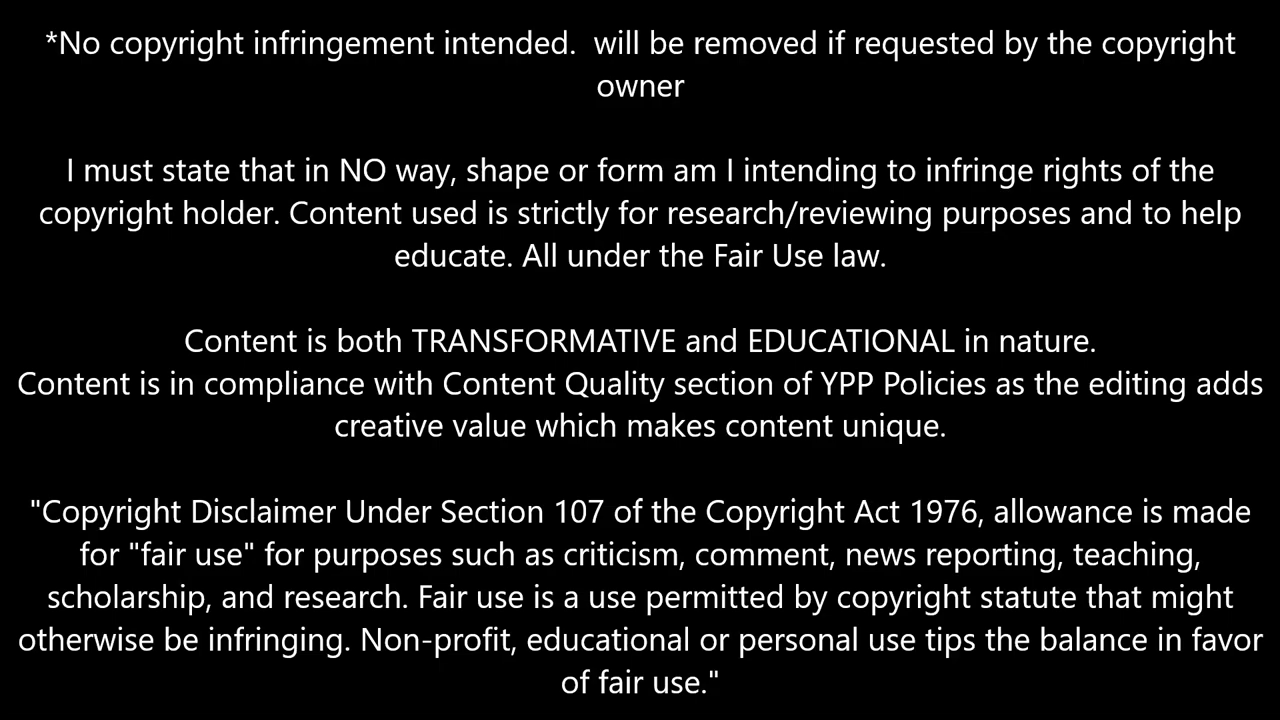 *No copyright infringement intended.  will be removed if requested by the copyright
owner
I must state that in NO way, shape or form am I intending to infringe rights of the
copyright holder. Content used is strictly for research/reviewing purposes and to help
educate. All under the Fair Use law.
Content is both TRANSFORMATIVE and EDUCATIONAL in nature.
Content is in compliance with Content Quality section of YPP Policies as the editing adds
creative value which makes content unique.
"Copyright Disclaimer Under Section 107 of the Copyright Act 1976, allowance is made
for "fair use" for purposes such as criticism, comment, news reporting, teaching,
scholarship, and research. Fair use is a use permitted by copyright statute that might
otherwise be infringing. Non-profit, educational or personal use tips the balance in favor
of fair use."